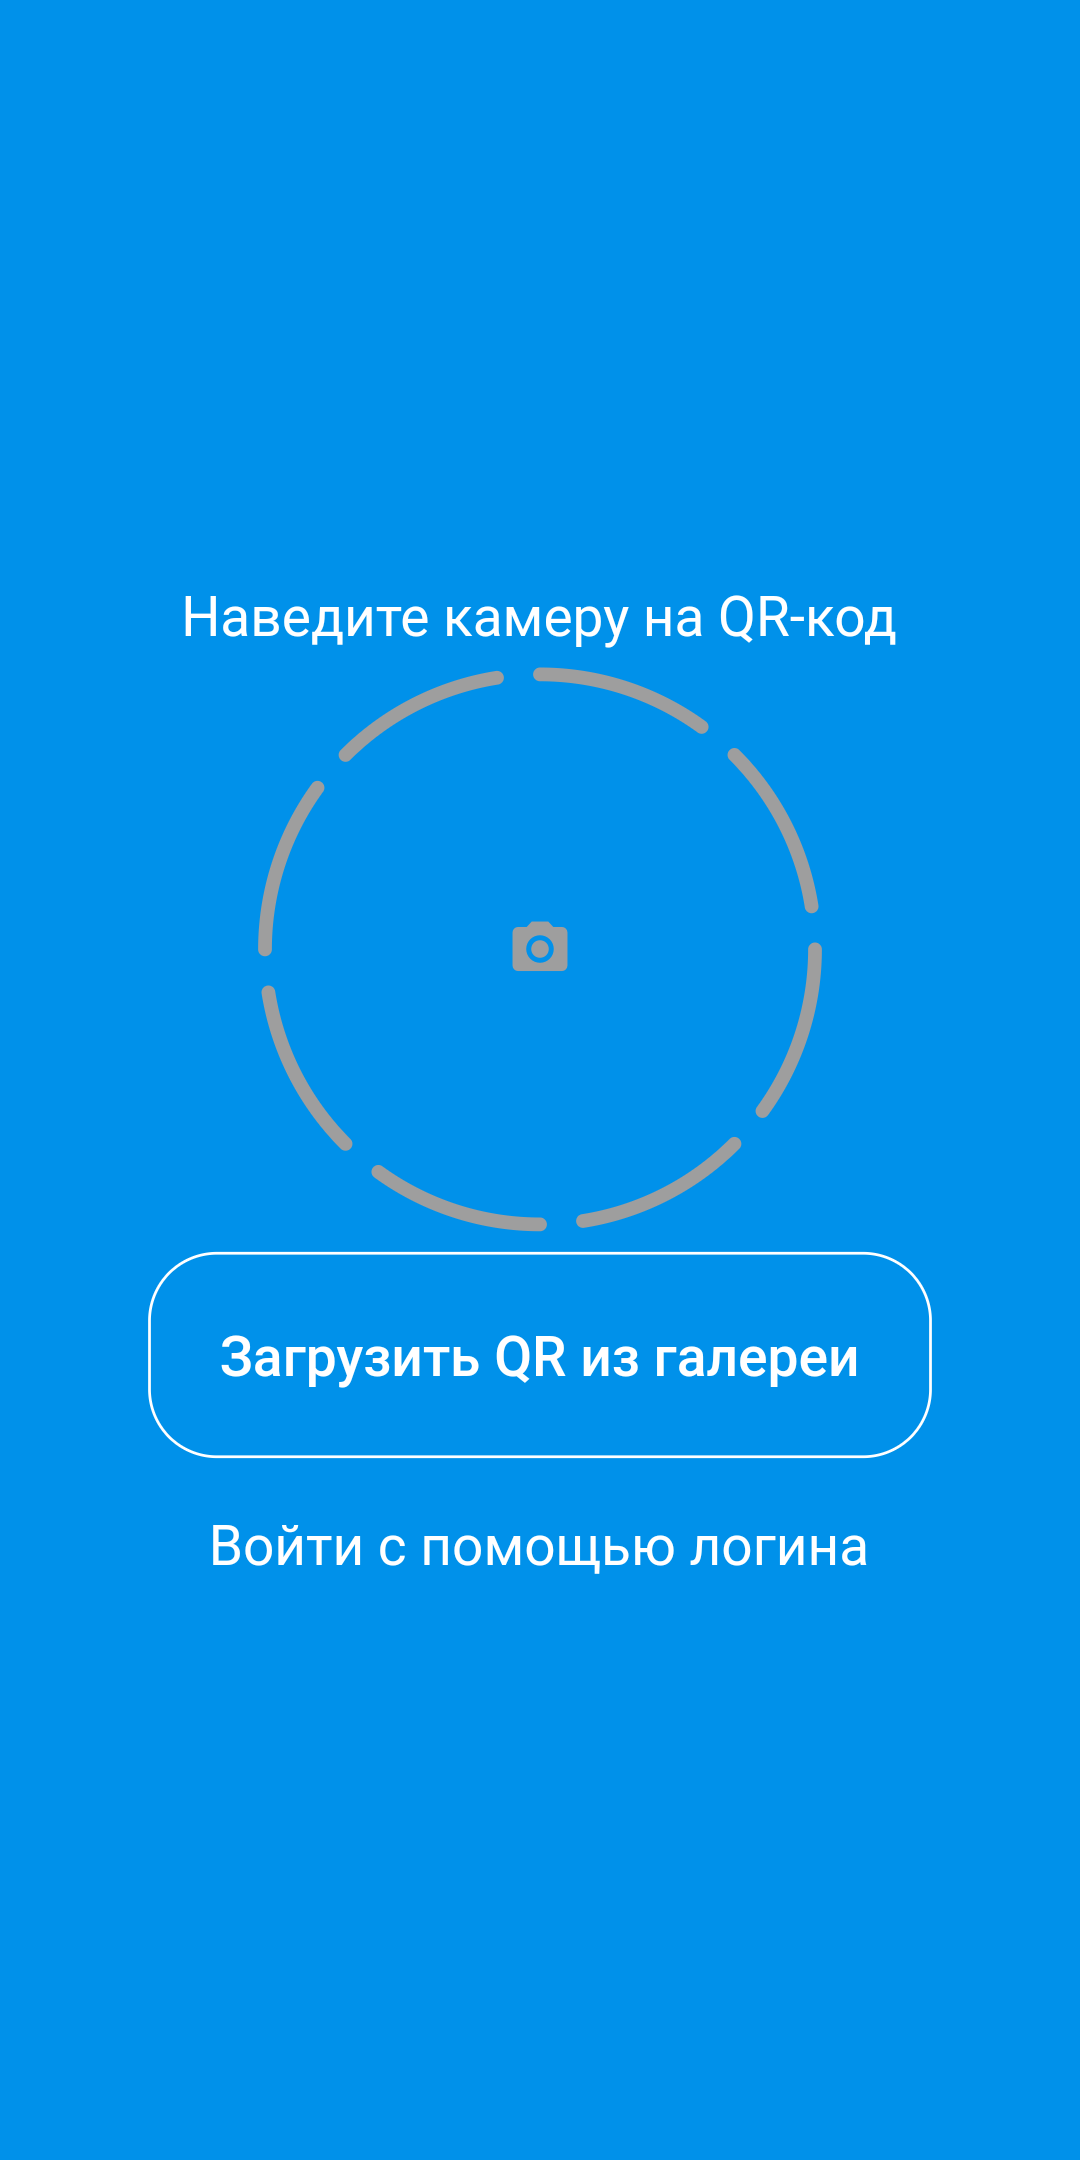 Наведите камеру на QR-код
Загрузить QR из галереи
Войти с помощью логина